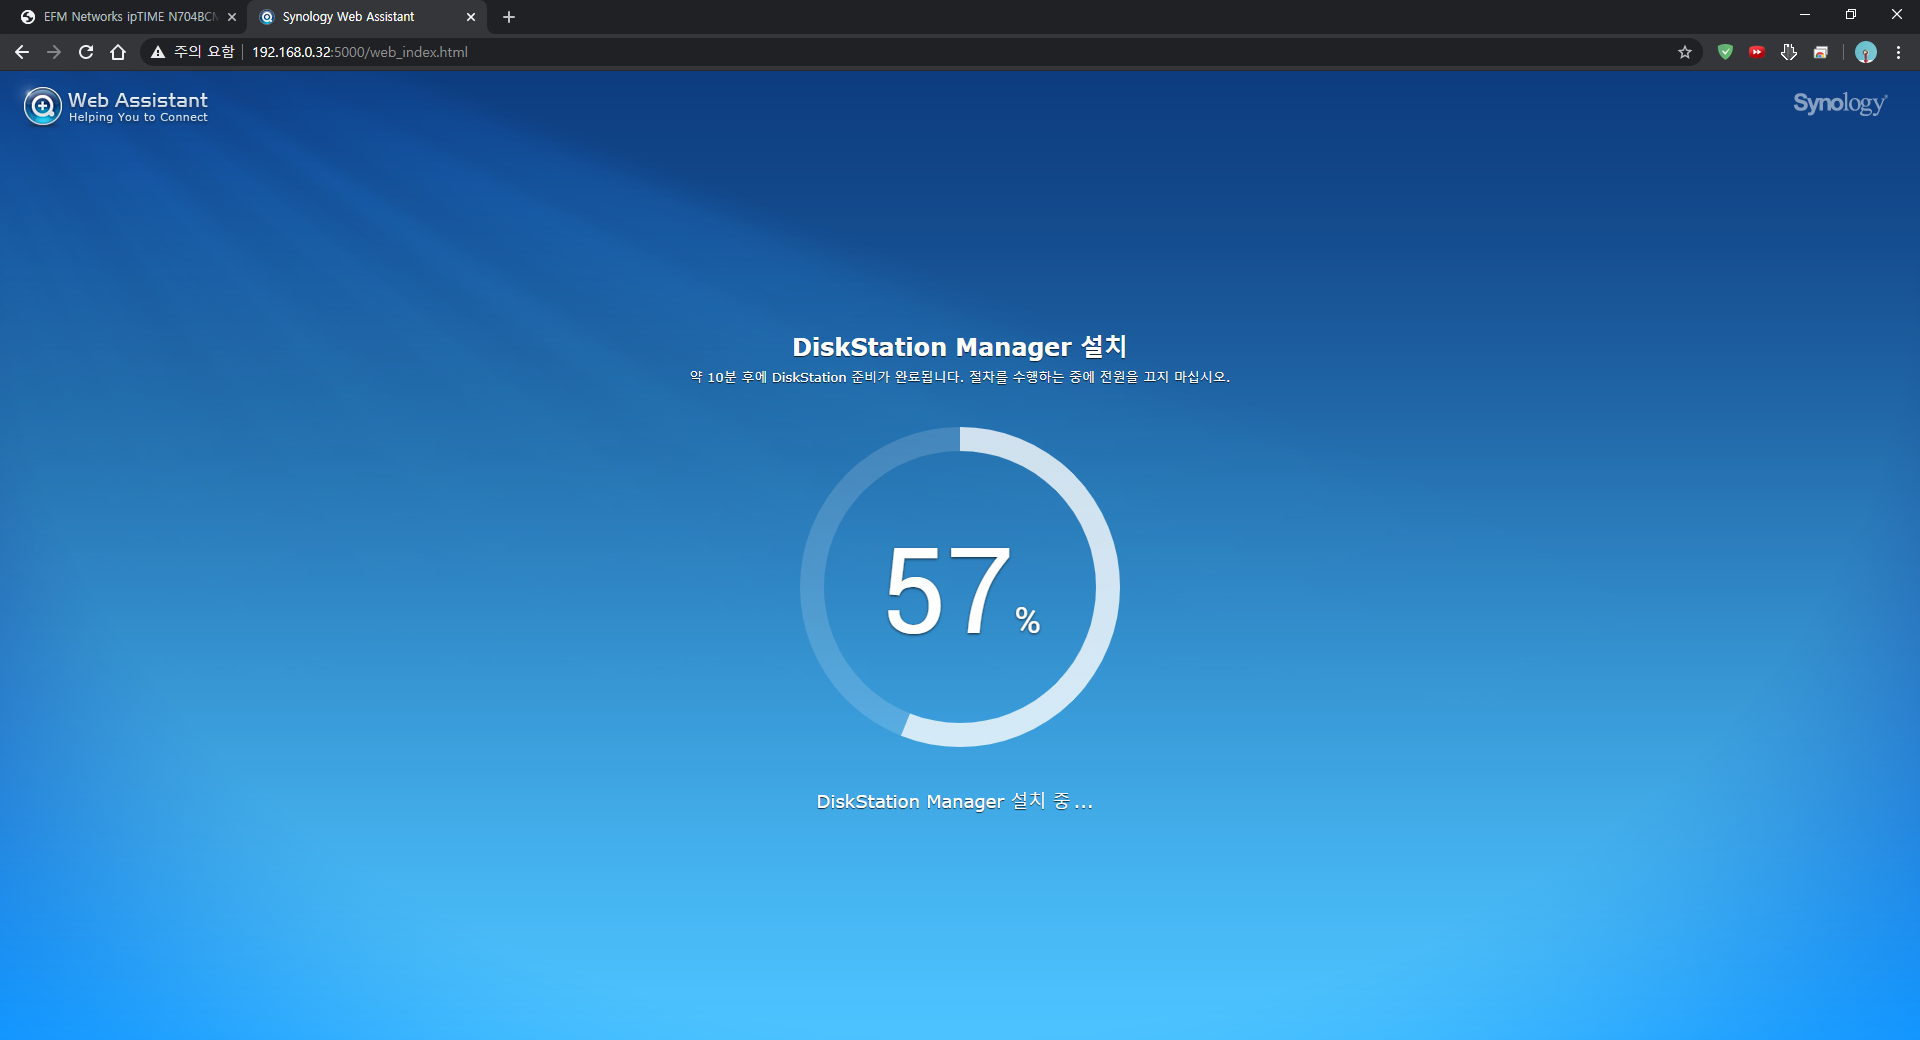 EFM Networks ipTIME N704BCM
Synology Web Assistant
주의 요함
192.168.0.32:5000/web_index.html
Web Assistant
Helping You to Connect
Synology
DiskStation Manager 설치
약 10분 후에 DiskStation 준비가 완료됩니다. 절차를 수행하는 중에 전원을 끄지 마십시오.
57%
DiskStation Manager 설치 중...